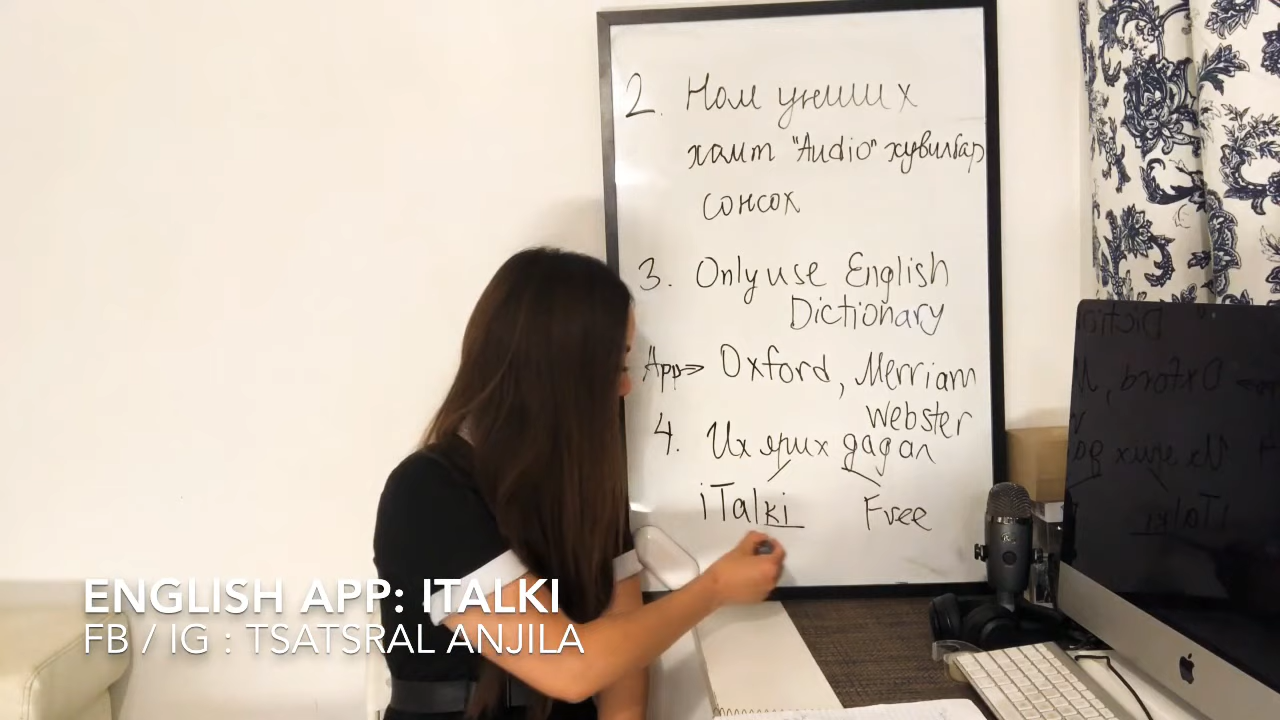 2. Ном унших
хамт "Audio" хувилбар
сонсох
3. Only use English
Dictionary
App⇒ Oxford, Merriam
Webster
4. Их ярих дадал
iTalki Free
ENGLISH APP: ITALKI
FB / IG : TSATSRAL ANJILA